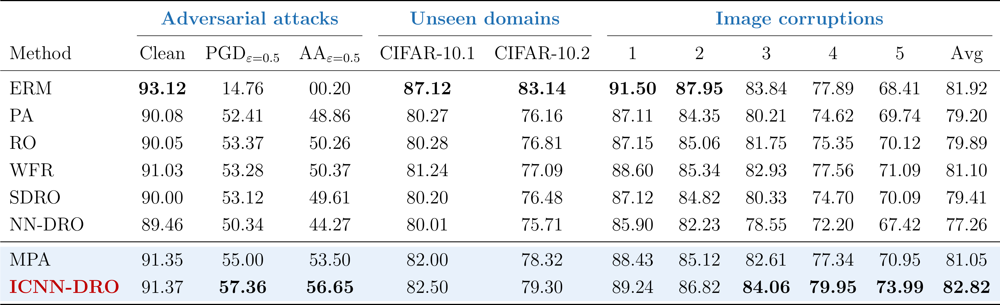 Adversarial attacks Unseen domains Image corruptions
Method Clean PGDε=0.5 AAε=0.5 CIFAR-10.1 CIFAR-10.2 1 2 3 4 5 Avg
ERM 93.12 14.76 00.20 87.12 83.14 91.50 87.95 83.84 77.89 68.41 81.92
PA 90.08 52.41 48.86 80.27 76.16 87.11 84.35 80.21 74.62 69.74 79.20
RO 90.05 53.37 50.26 80.28 76.81 87.15 85.06 81.75 75.35 70.12 79.89
WFR 91.03 53.28 50.37 81.24 77.09 88.60 85.34 82.93 77.56 71.09 81.10
SDRO 90.00 53.12 49.61 80.20 76.48 87.12 84.82 80.33 74.70 70.09 79.41
NN-DRO 89.46 50.34 44.27 80.01 75.71 85.90 82.23 78.55 72.20 67.42 77.26
MPA 91.35 55.00 53.50 82.00 78.32 88.43 85.12 82.61 77.34 70.95 81.05
ICNN-DRO 91.37 57.36 56.65 82.50 79.30 89.24 86.82 84.06 79.95 73.99 82.82